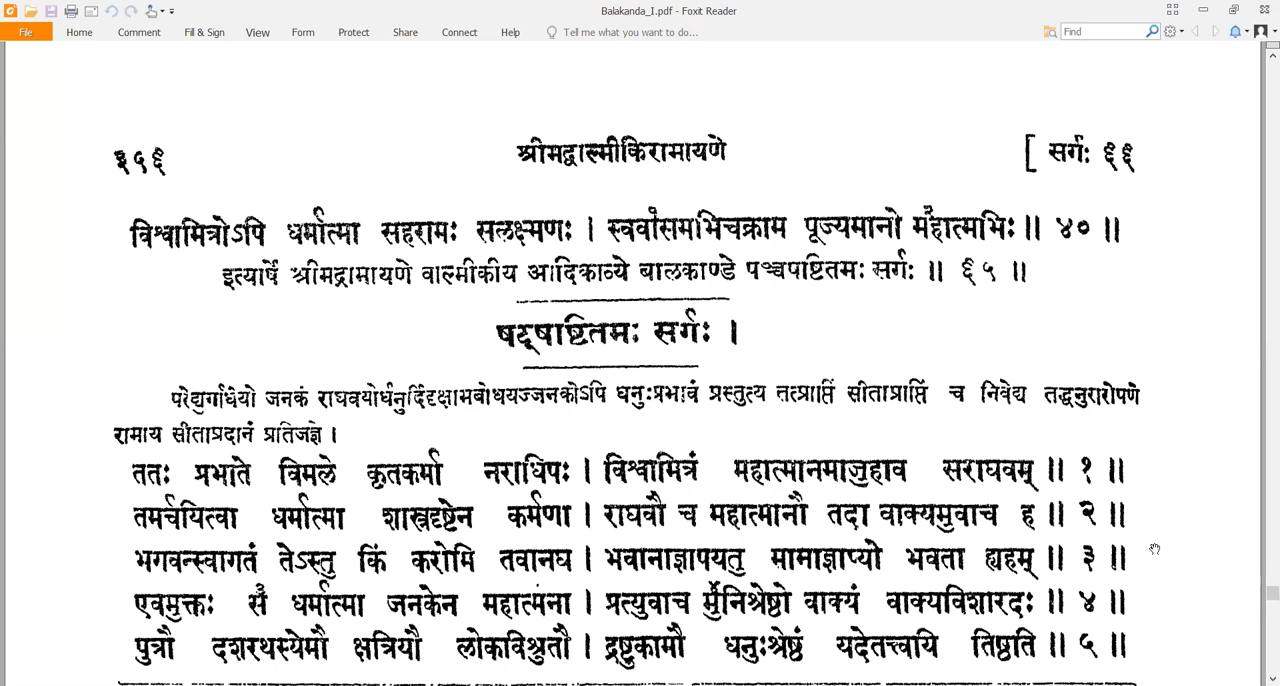 Balakanda_I.pdf - Foxit Reader
File Home Comment Fill & Sign View Form Protect Share Connect Help Tell me what you want to do... Find
३५६ श्रीमद्वाल्मीकिरामायणे [ सर्गः ६६
विश्वामित्रोऽपि धर्मात्मा सहरामः सलक्ष्मणः । स्ववांसमभिचक्राम पूज्यमानो महात्मभिः ॥ ४० ॥
इत्यार्षे श्रीमद्रामायणे वाल्मीकीय आदिकाव्ये बालकाण्डे पञ्चषष्टितमः सर्गः ॥ ६५ ॥
षट्षष्टितमः सर्गः ।
परेद्युर्गाधेयो जनकं राघवयोर्धनुर्दिदृक्षामबोधयज्जनकोऽपि धनुःप्रभावं प्रस्तुत्य तत्प्राप्तिं सीताप्राप्तिं च निवेद्य तद्धनुरारोपणे
रामाय सीताप्रदानं प्रतिजज्ञे ।
ततः प्रभाते विमले कृतकर्मा नराधिपः । विश्वामित्रं महात्मानमाजुहाव सराघवम् ॥ १ ॥
तमर्चयित्वा धर्मात्मा शास्त्रदृष्टेन कर्मणा । राघवौ च महात्मानौ तदा वाक्यमुवाच ह ॥ २ ॥
भगवन्स्वागतं तेऽस्तु किं करोमि तवानघ । भवानाज्ञापयतु मामाज्ञाप्यो भवता ह्यहम् ॥ ३ ॥
एवमुक्तः स धर्मात्मा जनकेन महात्मना । प्रत्युवाच मुनिश्रेष्ठो वाक्यं वाक्यविशारदः ॥ ४ ॥
पुत्रौ दशरथस्येमौ क्षत्रियौ लोकविश्रुतौ । द्रष्टुकामौ धनुःश्रेष्ठं यदेतत्त्वयि तिष्ठति ॥ ५ ॥